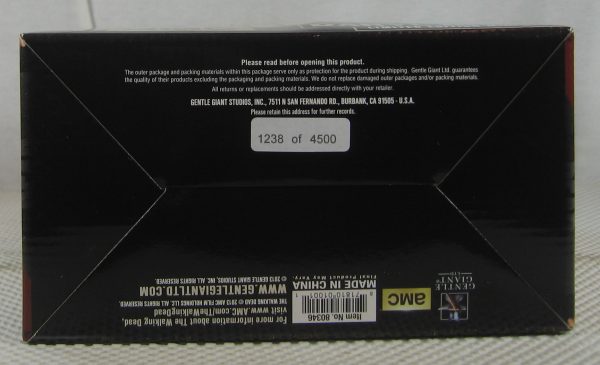 Please read before opening this product.
The outer package and packing materials within this package serve only as protection for the product during shipping. Gentle Giant Ltd. guarantees
the quality of their products excluding the packaging and packing materials. We do not replace damaged outer packages and/or packing materials.
All returns or replacements should be addressed directly with your retailer.
GENTLE GIANT STUDIOS, INC., 7511 N SAN FERNANDO RD., BURBANK, CA 91505 - U.S.A.
Please retain this address for further records.
1238 of 4500
For more information about The Walking Dead,
visit www.AMC.com/TheWalkingDead
THE WALKING DEAD © 2013 AMC FILM HOLDINGS LLC. ALL RIGHTS RESERVED.
WWW.GENTLEGIANTLTD.COM
© 2013 GENTLE GIANT STUDIOS, INC. ALL RIGHTS RESERVED.
Item No. 80346
MADE IN CHINA
Final Product May Vary.
amc
GENTLE
GIANT
LTD